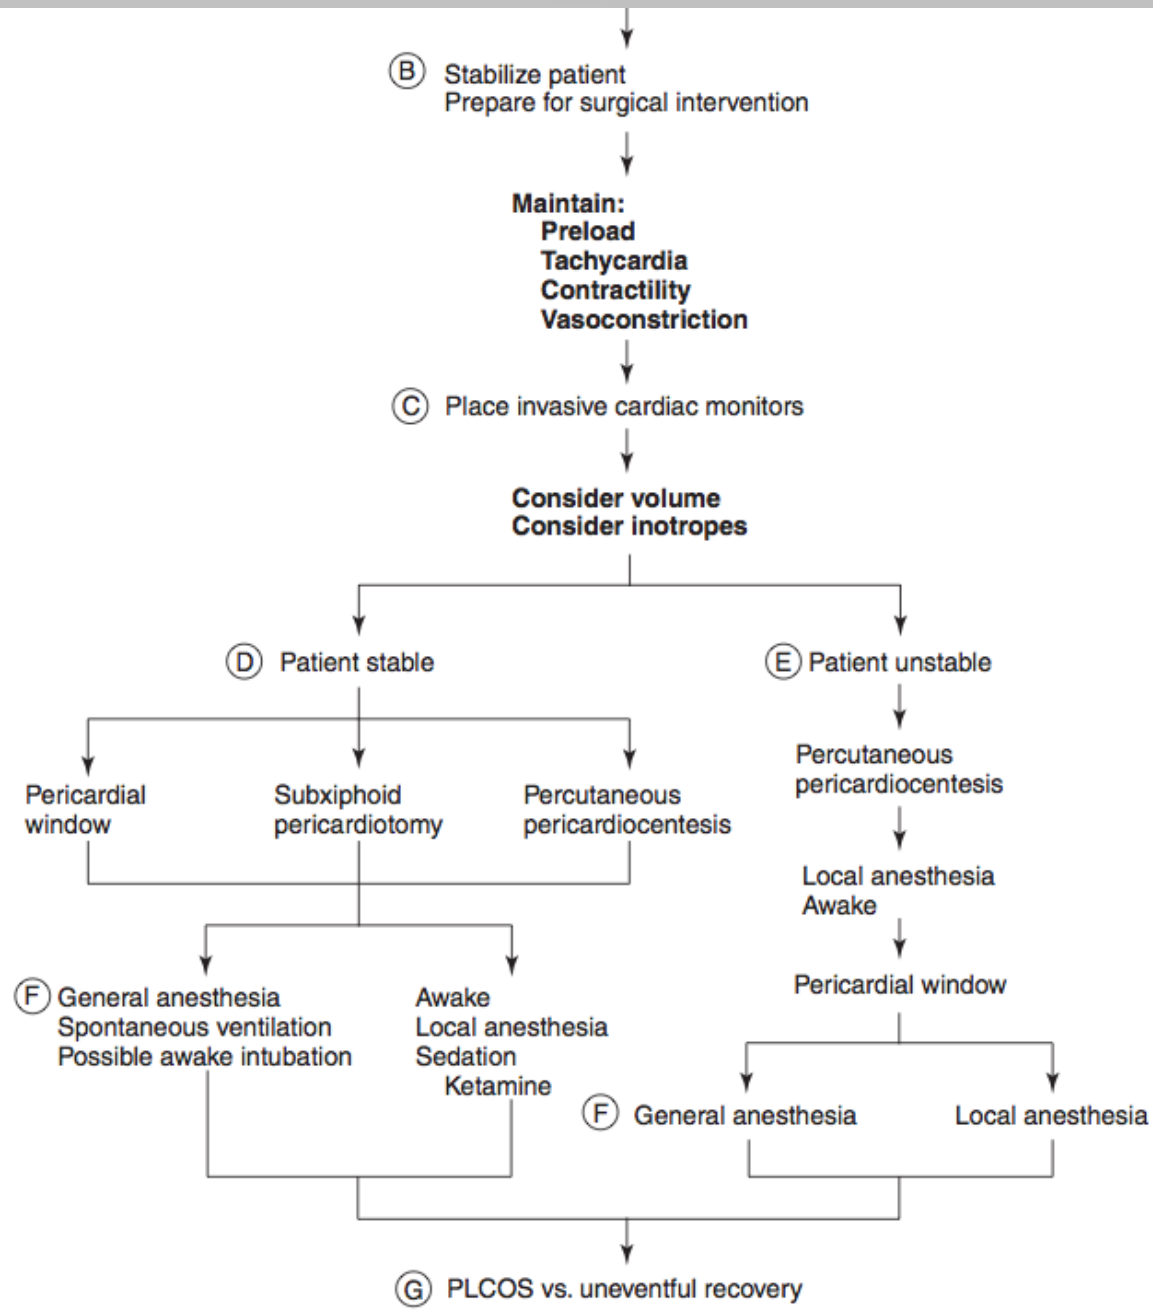 B Stabilize patient
Prepare for surgical intervention
Maintain:
Preload
Tachycardia
Contractility
Vasoconstriction
C Place invasive cardiac monitors
Consider volume
Consider inotropes
D Patient stable
E Patient unstable
Pericardial
window
Subxiphoid
pericardiotomy
Percutaneous
pericardiocentesis
Percutaneous
pericardiocentesis
Local anesthesia
Awake
Pericardial window
F General anesthesia
Spontaneous ventilation
Possible awake intubation
Awake
Local anesthesia
Sedation
Ketamine
F General anesthesia
Local anesthesia
G PLCOS vs. uneventful recovery